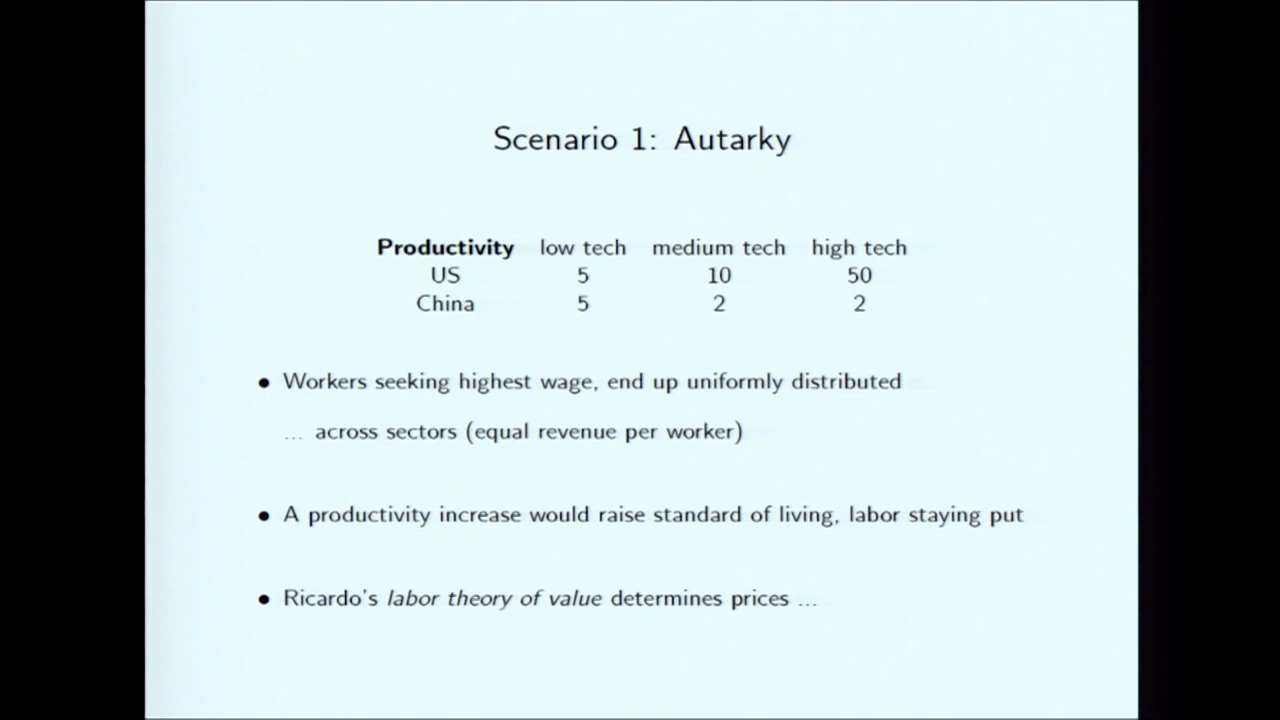 Scenario 1: Autarky
Productivity low tech medium tech high tech
US 5 10 50
China 5 2 2
• Workers seeking highest wage, end up uniformly distributed
... across sectors (equal revenue per worker)
• A productivity increase would raise standard of living, labor staying put
• Ricardo's labor theory of value determines prices ...